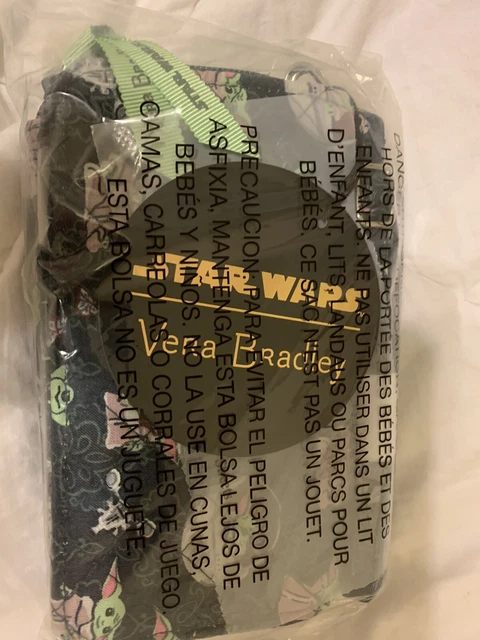 STAR WARS
Vera Bradley
HORS DE LA PORTÉE DES BÉBÉS ET DES
ENFANTS. NE PAS UTILISER DANS UN LIT
D'ENFANT, LITS OU PARCS POUR
BÉBÉS. CE SAC N'EST PAS UN JOUET.
PRECAUCION: PARA EVITAR EL PELIGRO DE
ASFIXIA, MANTENGA ESTA BOLSA LEJOS DE
BEBÉS Y NIÑOS. NO LA USE EN CUNAS,
CAMAS, CARREOLAS O CORRALES DE JUEGO.
ESTA BOLSA NO ES UN JUGUETE.